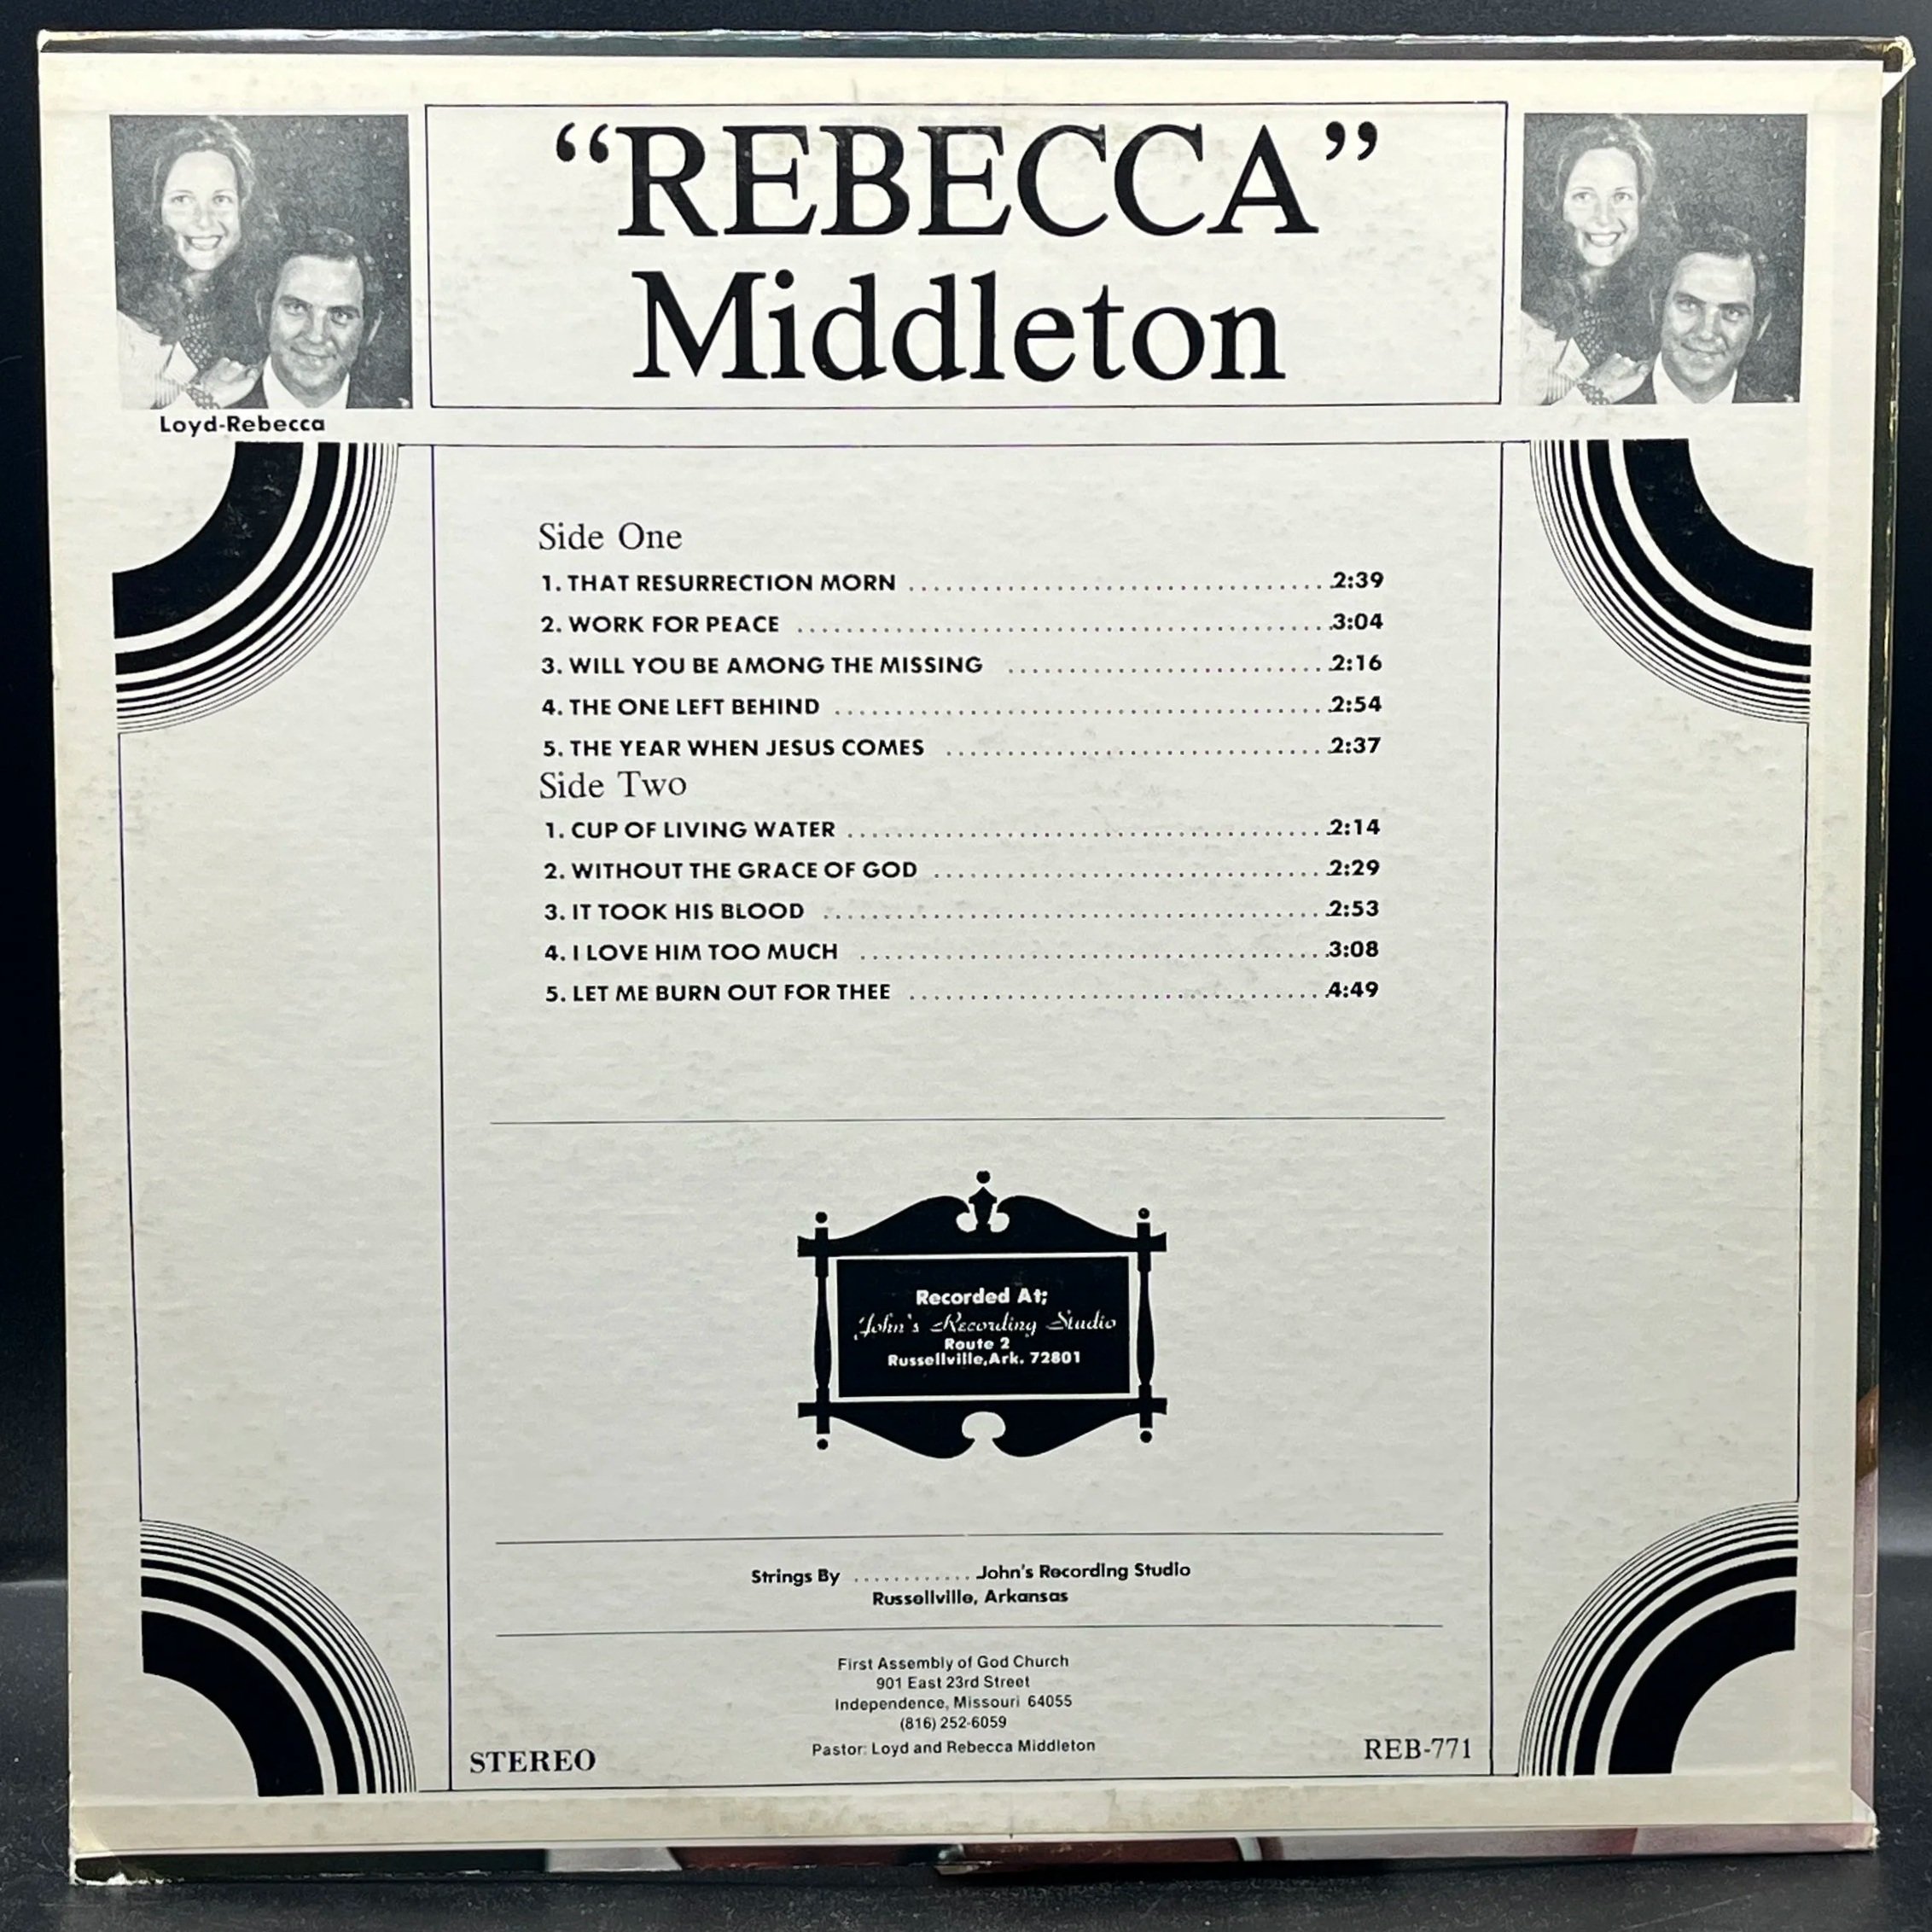 “REBECCA”
Middleton
Loyd-Rebecca
Side One
1. THAT RESURRECTION MORN ........ 2:39
2. WORK FOR PEACE ........ 3:04
3. WILL YOU BE AMONG THE MISSING ........ 2:16
4. THE ONE LEFT BEHIND ........ 2:54
5. THE YEAR WHEN JESUS COMES ........ 2:37
Side Two
1. CUP OF LIVING WATER ........ 2:14
2. WITHOUT THE GRACE OF GOD ........ 2:29
3. IT TOOK HIS BLOOD ........ 2:53
4. I LOVE HIM TOO MUCH ........ 3:08
5. LET ME BURN OUT FOR THEE ........ 4:49
Recorded At;
John's Recording Studio
Route 2
Russellville,Ark. 72801
Strings By ............ John's Recording Studio
Russellville, Arkansas
First Assembly of God Church
901 East 23rd Street
Independence, Missouri 64055
(816) 252-6059
Pastor: Loyd and Rebecca Middleton
STEREO
REB-771